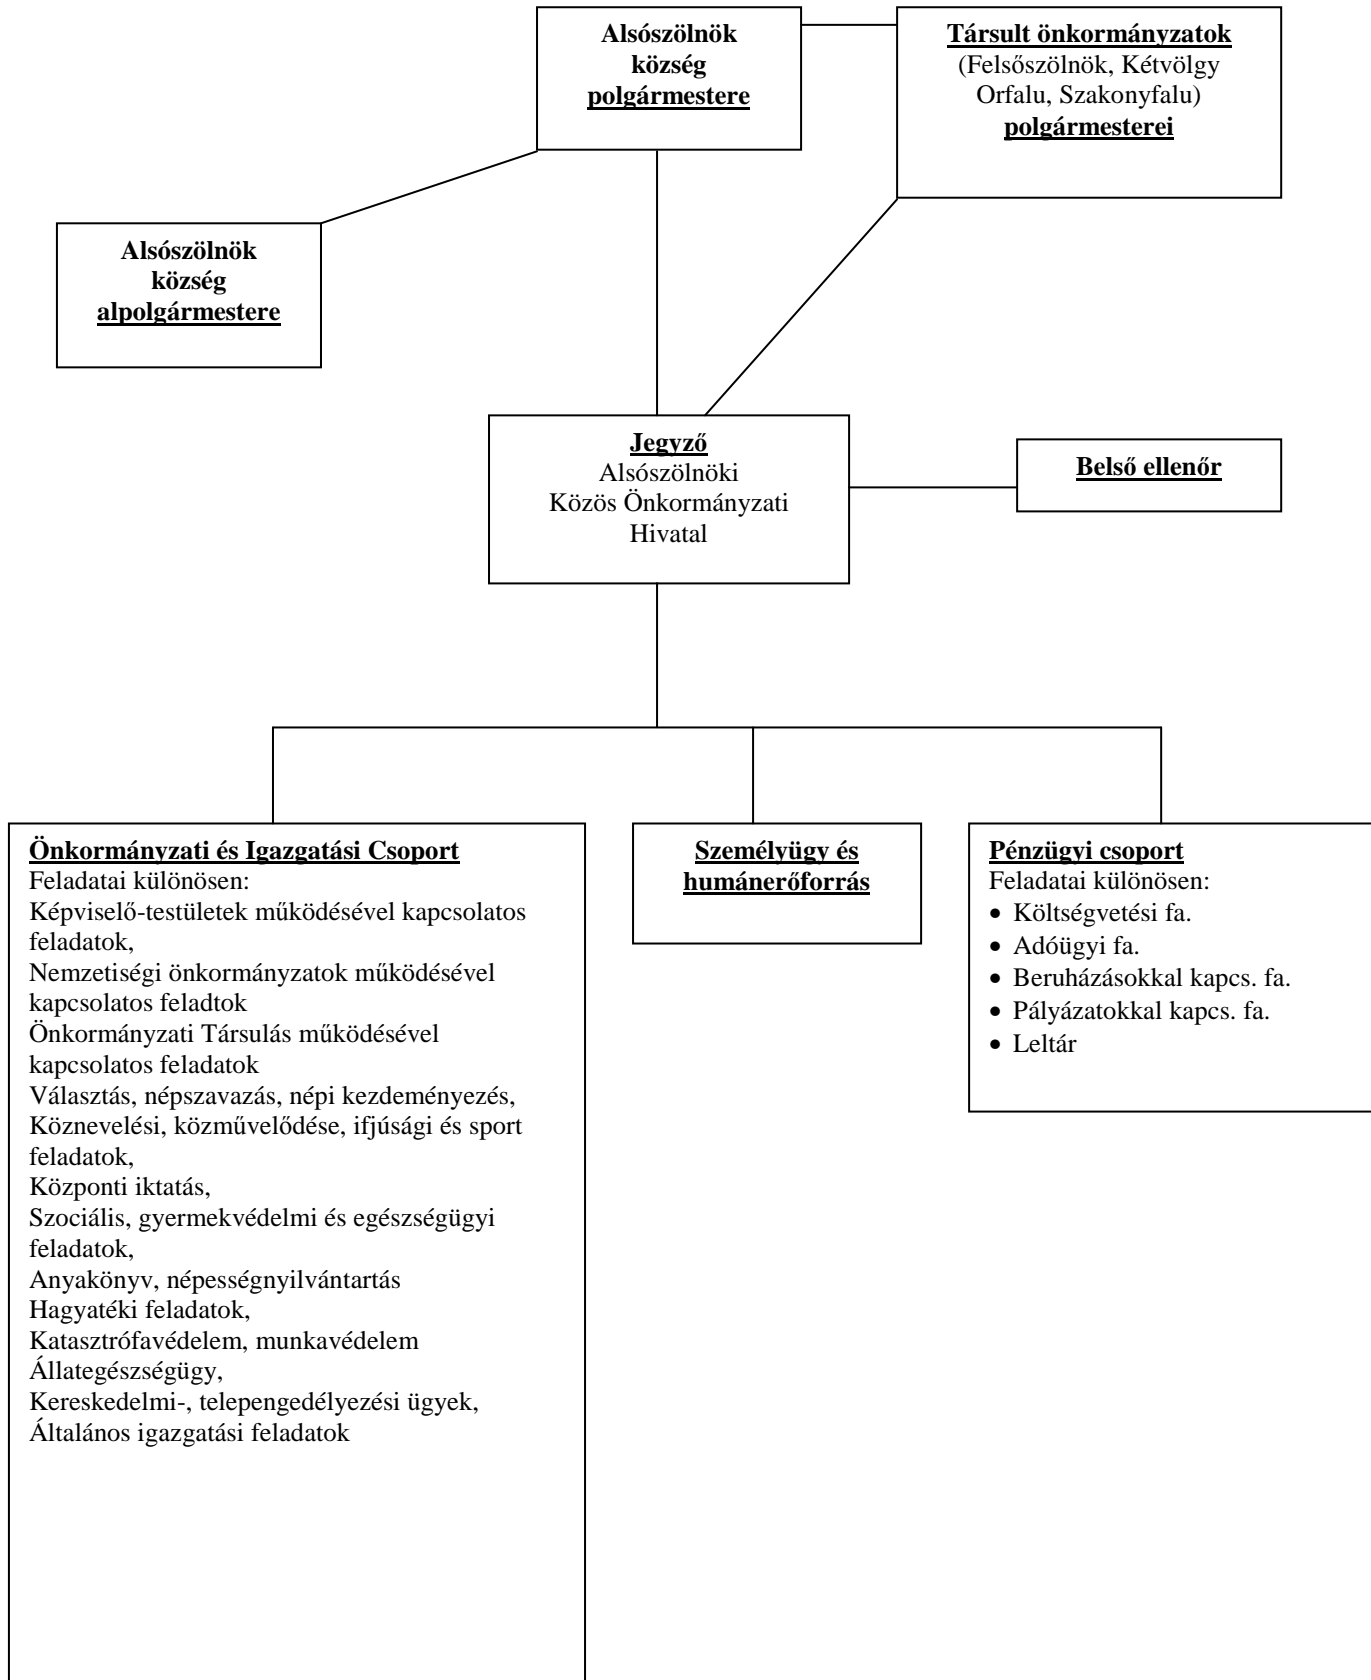 Alsószölnök
község
polgármestere
Társult önkormányzatok
(Felsőszölnök, Kétvölgy
Orfalu, Szakonyfalu)
polgármesterei
Alsószölnök
község
alpolgármestere
Jegyző
Alsószölnöki
Közös Önkormányzati
Hivatal
Belső ellenőr
Önkormányzati és Igazgatási Csoport
Feladatai különösen:
Képviselő-testületek működésével kapcsolatos
feladatok,
Nemzetiségi önkormányzatok működésével
kapcsolatos feladtok
Önkormányzati Társulás működésével
kapcsolatos feladatok
Választás, népszavazás, népi kezdeményezés,
Köznevelési, közművelődése, ifjúsági és sport
feladatok,
Központi iktatás,
Szociális, gyermekvédelmi és egészségügyi
feladatok,
Anyakönyv, népességnyilvántartás
Hagyatéki feladatok,
Katasztrófavédelem, munkavédelem
Állategészségügy,
Kereskedelmi-, telepengedélyezési ügyek,
Általános igazgatási feladatok
Személyügy és
humánerőforrás
Pénzügyi csoport
Feladatai különösen:
• Költségvetési fa.
• Adóügyi fa.
• Beruházásokkal kapcs. fa.
• Pályázatokkal kapcs. fa.
• Leltár